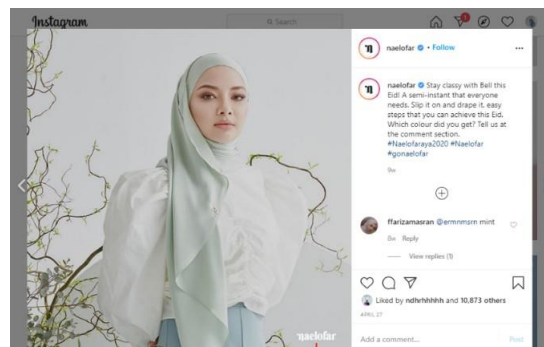 Instagram
Search
1
naelofar • Follow
...
naelofar Stay classy with Bell this
Eid! A semi-instant that everyone
needs. Slip it on and drape it. easy
steps that you can achieve this Eid.
Which colour did you get? Tell us at
the comment section.
#Naelofaraya2020 #Naelofar
#gonaelofar
9w
ffarizamasran @ermnmsrn mint
8w Reply
View replies (1)
Liked by ndhrhhhhh and 10,873 others
APRIL 27
naelofar
Add a comment...
Post